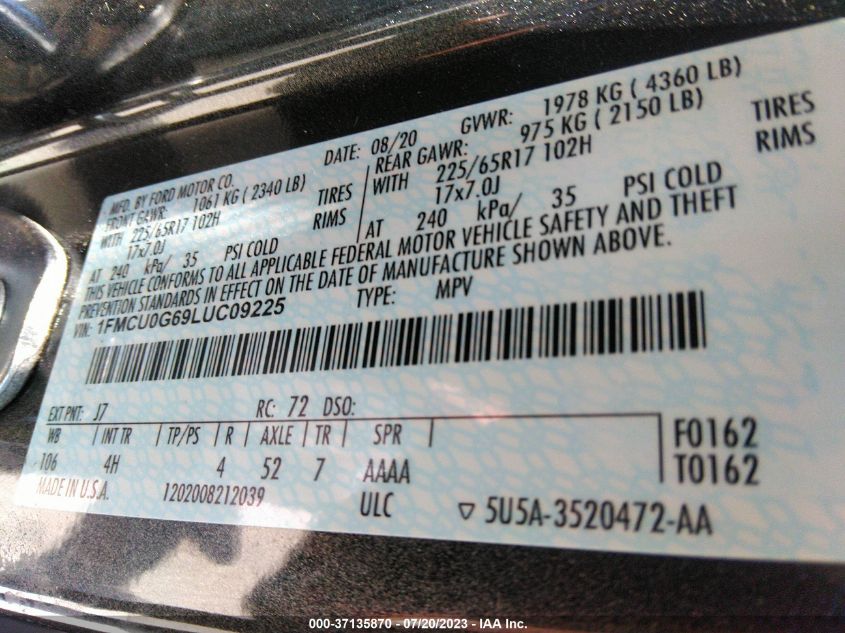 MFD. BY FORD MOTOR CO.
DATE: 08/20 GVWR: 1978 KG ( 4360 LB)
FRONT GAWR: 1061 KG ( 2340 LB)
REAR GAWR: 975 KG ( 2150 LB)
WITH 225/65R17 102H TIRES
WITH 225/65R17 102H TIRES
17x7.0J RIMS
17x7.0J RIMS
AT 240 kPa/ 35 PSI COLD
AT 240 kPa/ 35 PSI COLD
THIS VEHICLE CONFORMS TO ALL APPLICABLE FEDERAL MOTOR VEHICLE SAFETY AND THEFT
PREVENTION STANDARDS IN EFFECT ON THE DATE OF MANUFACTURE SHOWN ABOVE.
VIN: 1FMCU0G69LUC09225 TYPE: MPV
EXT PNT: J7 RC: 72 DSO:
WB INT TR TP/PS R AXLE TR SPR F0162
106 4H 4 52 7 AAAA T0162
MADE IN U.S.A. 1202008212039 ULC 5U5A-3520472-AA
000-37135870 / 07/20/2023 - IAA Inc.